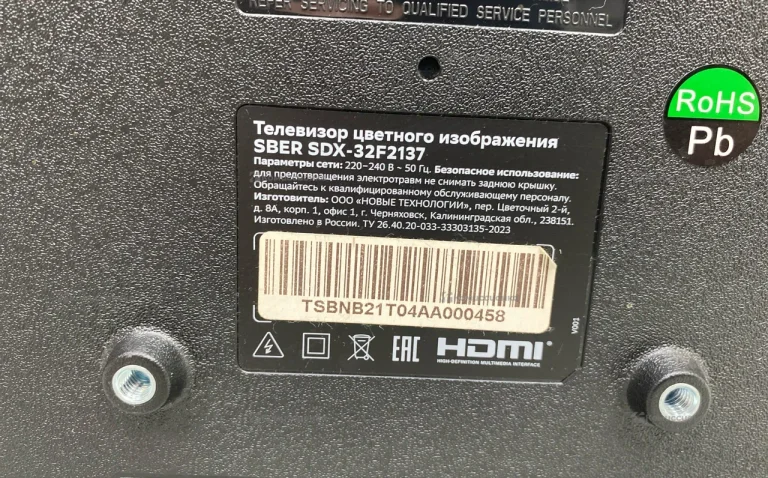 REFER SERVICING TO QUALIFIED SERVICE PERSONNEL
RoHS
Pb
Телевизор цветного изображения
SBER SDX-32F2137
Параметры сети: 220~240 В ~ 50 Гц. Безопасное использование:
для предотвращения электротравм не снимать заднюю крышку.
Обращайтесь к квалифицированному обслуживающему персоналу.
Изготовитель: ООО «НОВЫЕ ТЕХНОЛОГИИ», пер. Цветочный 2-й,
д. 8А, корп. 1, офис 1, г. Черняховск, Калининградская обл., 238151.
Изготовлено в России. ТУ 26.40.20-033-33303135-2023
TSBNB21T04AA000458
V001
EAC HDMI
HIGH-DEFINITION MULTIMEDIA INTERFACE